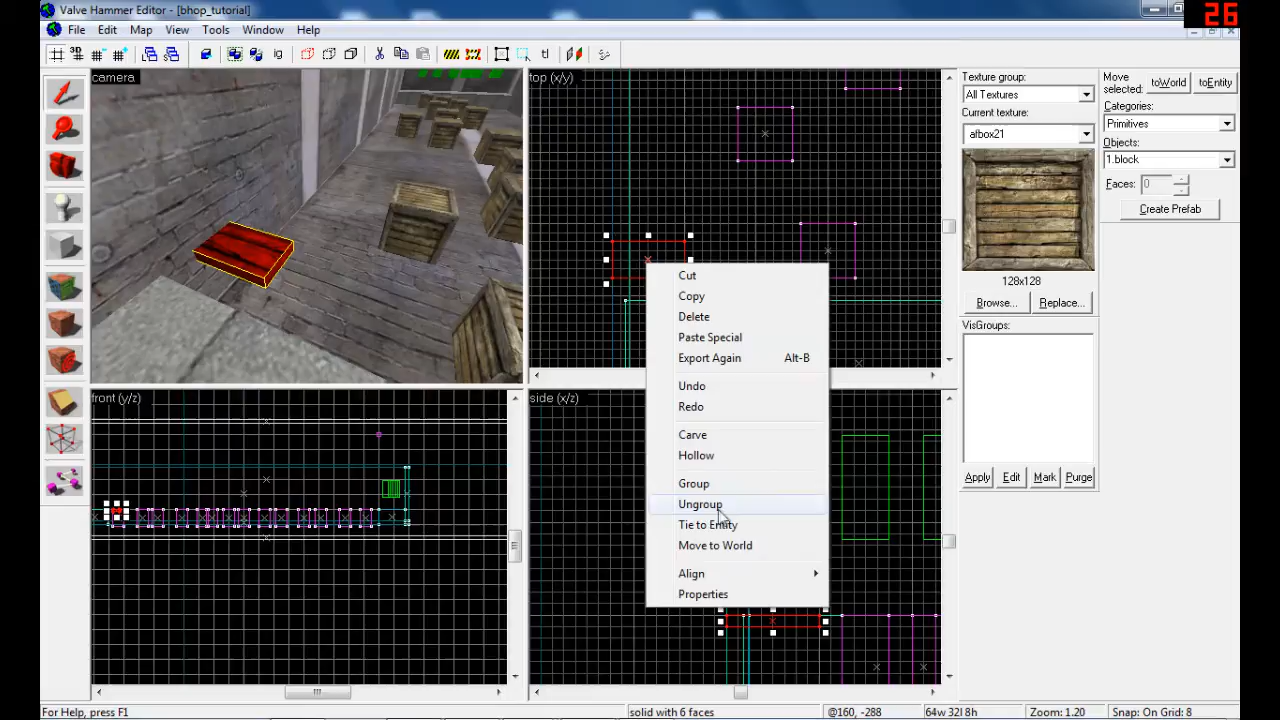 Valve Hammer Editor - [bhop_tutorial]
26
File Edit Map View Tools Window Help
3D
ig
tl
camera
top (x/y)
Texture group:
All Textures
Current texture:
afbox21
128x128
Browse...
Replace...
VisGroups:
Apply
Edit
Mark
Purge
Move
selected:
toWorld
toEntity
Categories:
Primitives
Objects:
1.block
Faces:
0
Create Prefab
Cut
Copy
Delete
Paste Special
Export Again Alt-B
Undo
Redo
Carve
Hollow
Group
Ungroup
Tie to Entity
Move to World
Align
Properties
front (y/z)
side (x/z)
For Help, press F1
solid with 6 faces
@160, -288
64w 32l 8h
Zoom: 1.20
Snap: On Grid: 8